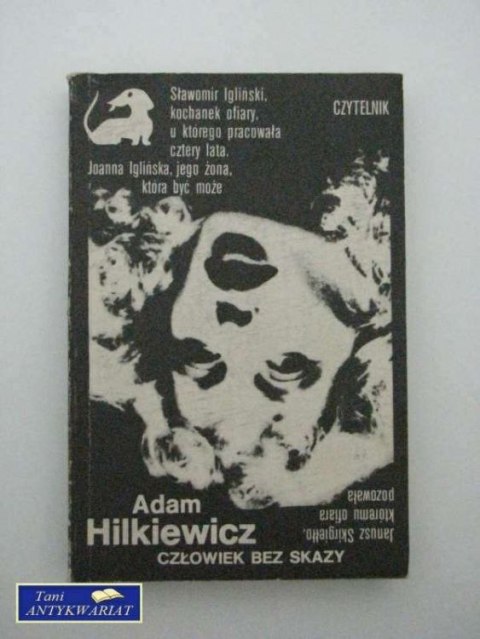 Sławomir Igliński,
kochanek ofiary,
u którego pracowała
cztery lata.
Joanna Iglińska, jego żona,
która być może
CZYTELNIK
Janusz Skirgiełło,
któremu ofiara
pozowała
Adam
Hilkiewicz
CZŁOWIEK BEZ SKAZY
Tani
ANTYKWARIAT